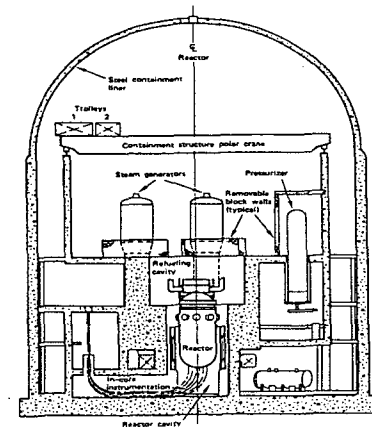 ℄
Reactor
Steel containment
liner
Trolleys
1 2
Containment structure polar crane
Steam generators
Pressurizer
Removable
block walls
(typical)
Refueling
cavity
Reactor
In-core
instrumentation
Reactor cavity